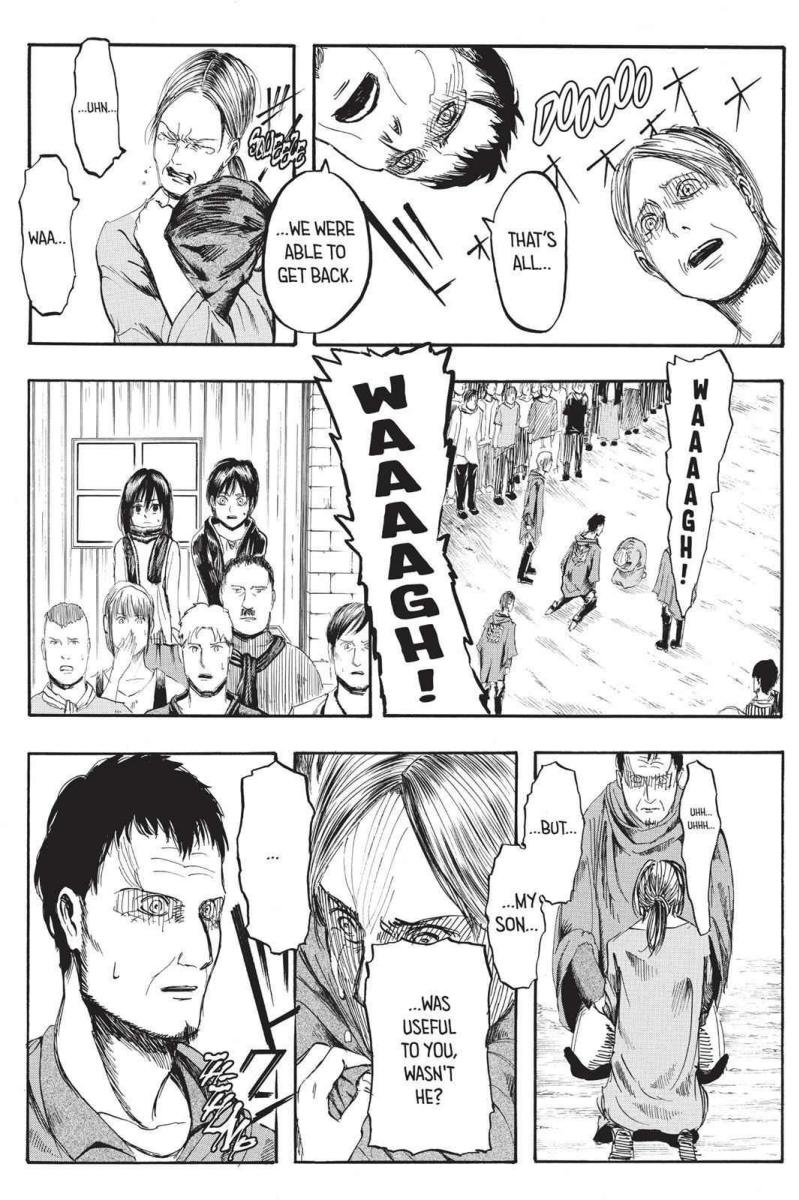 DOOOOO
THAT'S
ALL..
...WE WERE
ABLE TO
GET BACK.
SQUEEZE
...UHN...
WAA...
WAAAAGH!
WAAAAGH!
UHH...
UHHH...
...BUT...
...MY
SON...
...WAS
USEFUL
TO YOU,
WASN'T
HE?
...